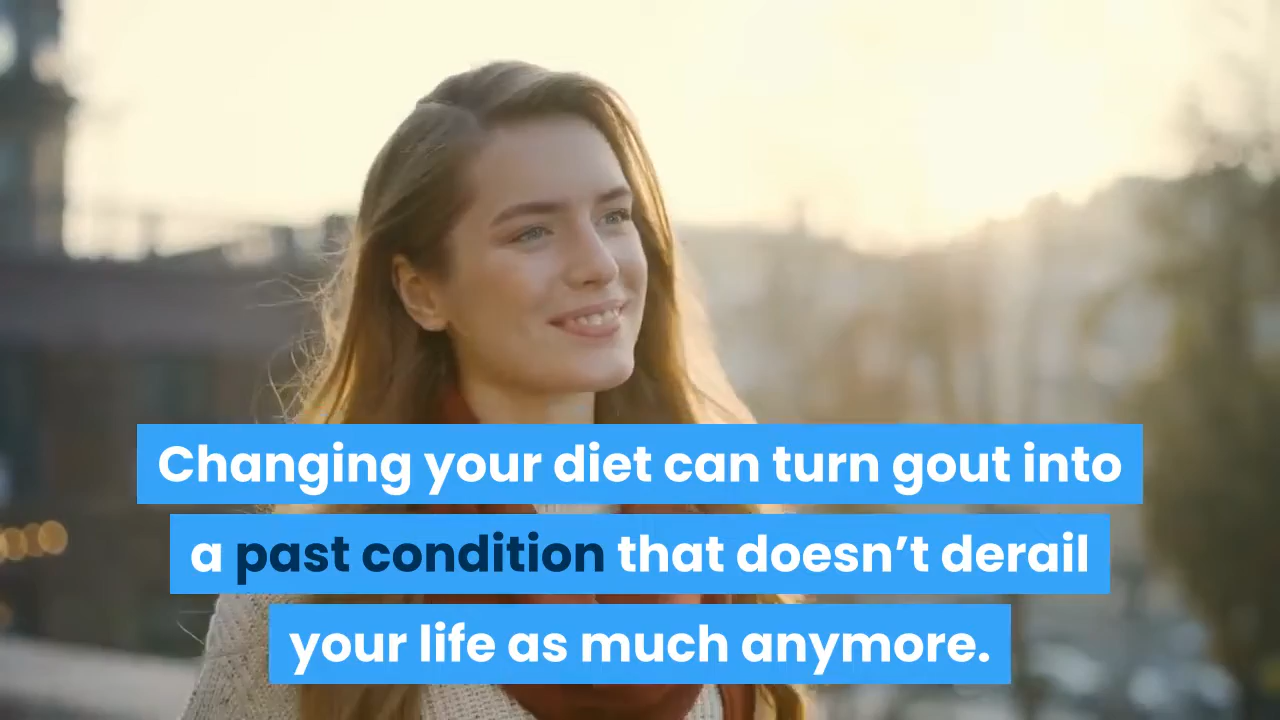 Changing your diet can turn gout into
a past condition that doesn’t derail
your life as much anymore.